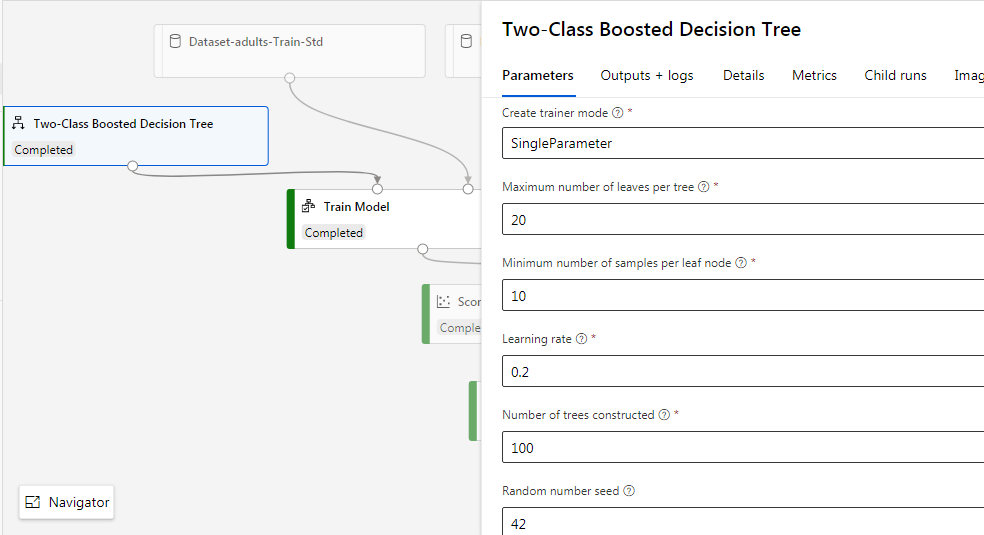 Dataset-adults-Train-Std
Two-Class Boosted Decision Tree
Completed
Train Model
Completed
Navigator
Two-Class Boosted Decision Tree
Parameters Outputs + logs Details Metrics Child runs
Create trainer mode *
SingleParameter
Maximum number of leaves per tree *
20
Minimum number of samples per leaf node *
10
Learning rate *
0.2
Number of trees constructed *
100
Random number seed
42